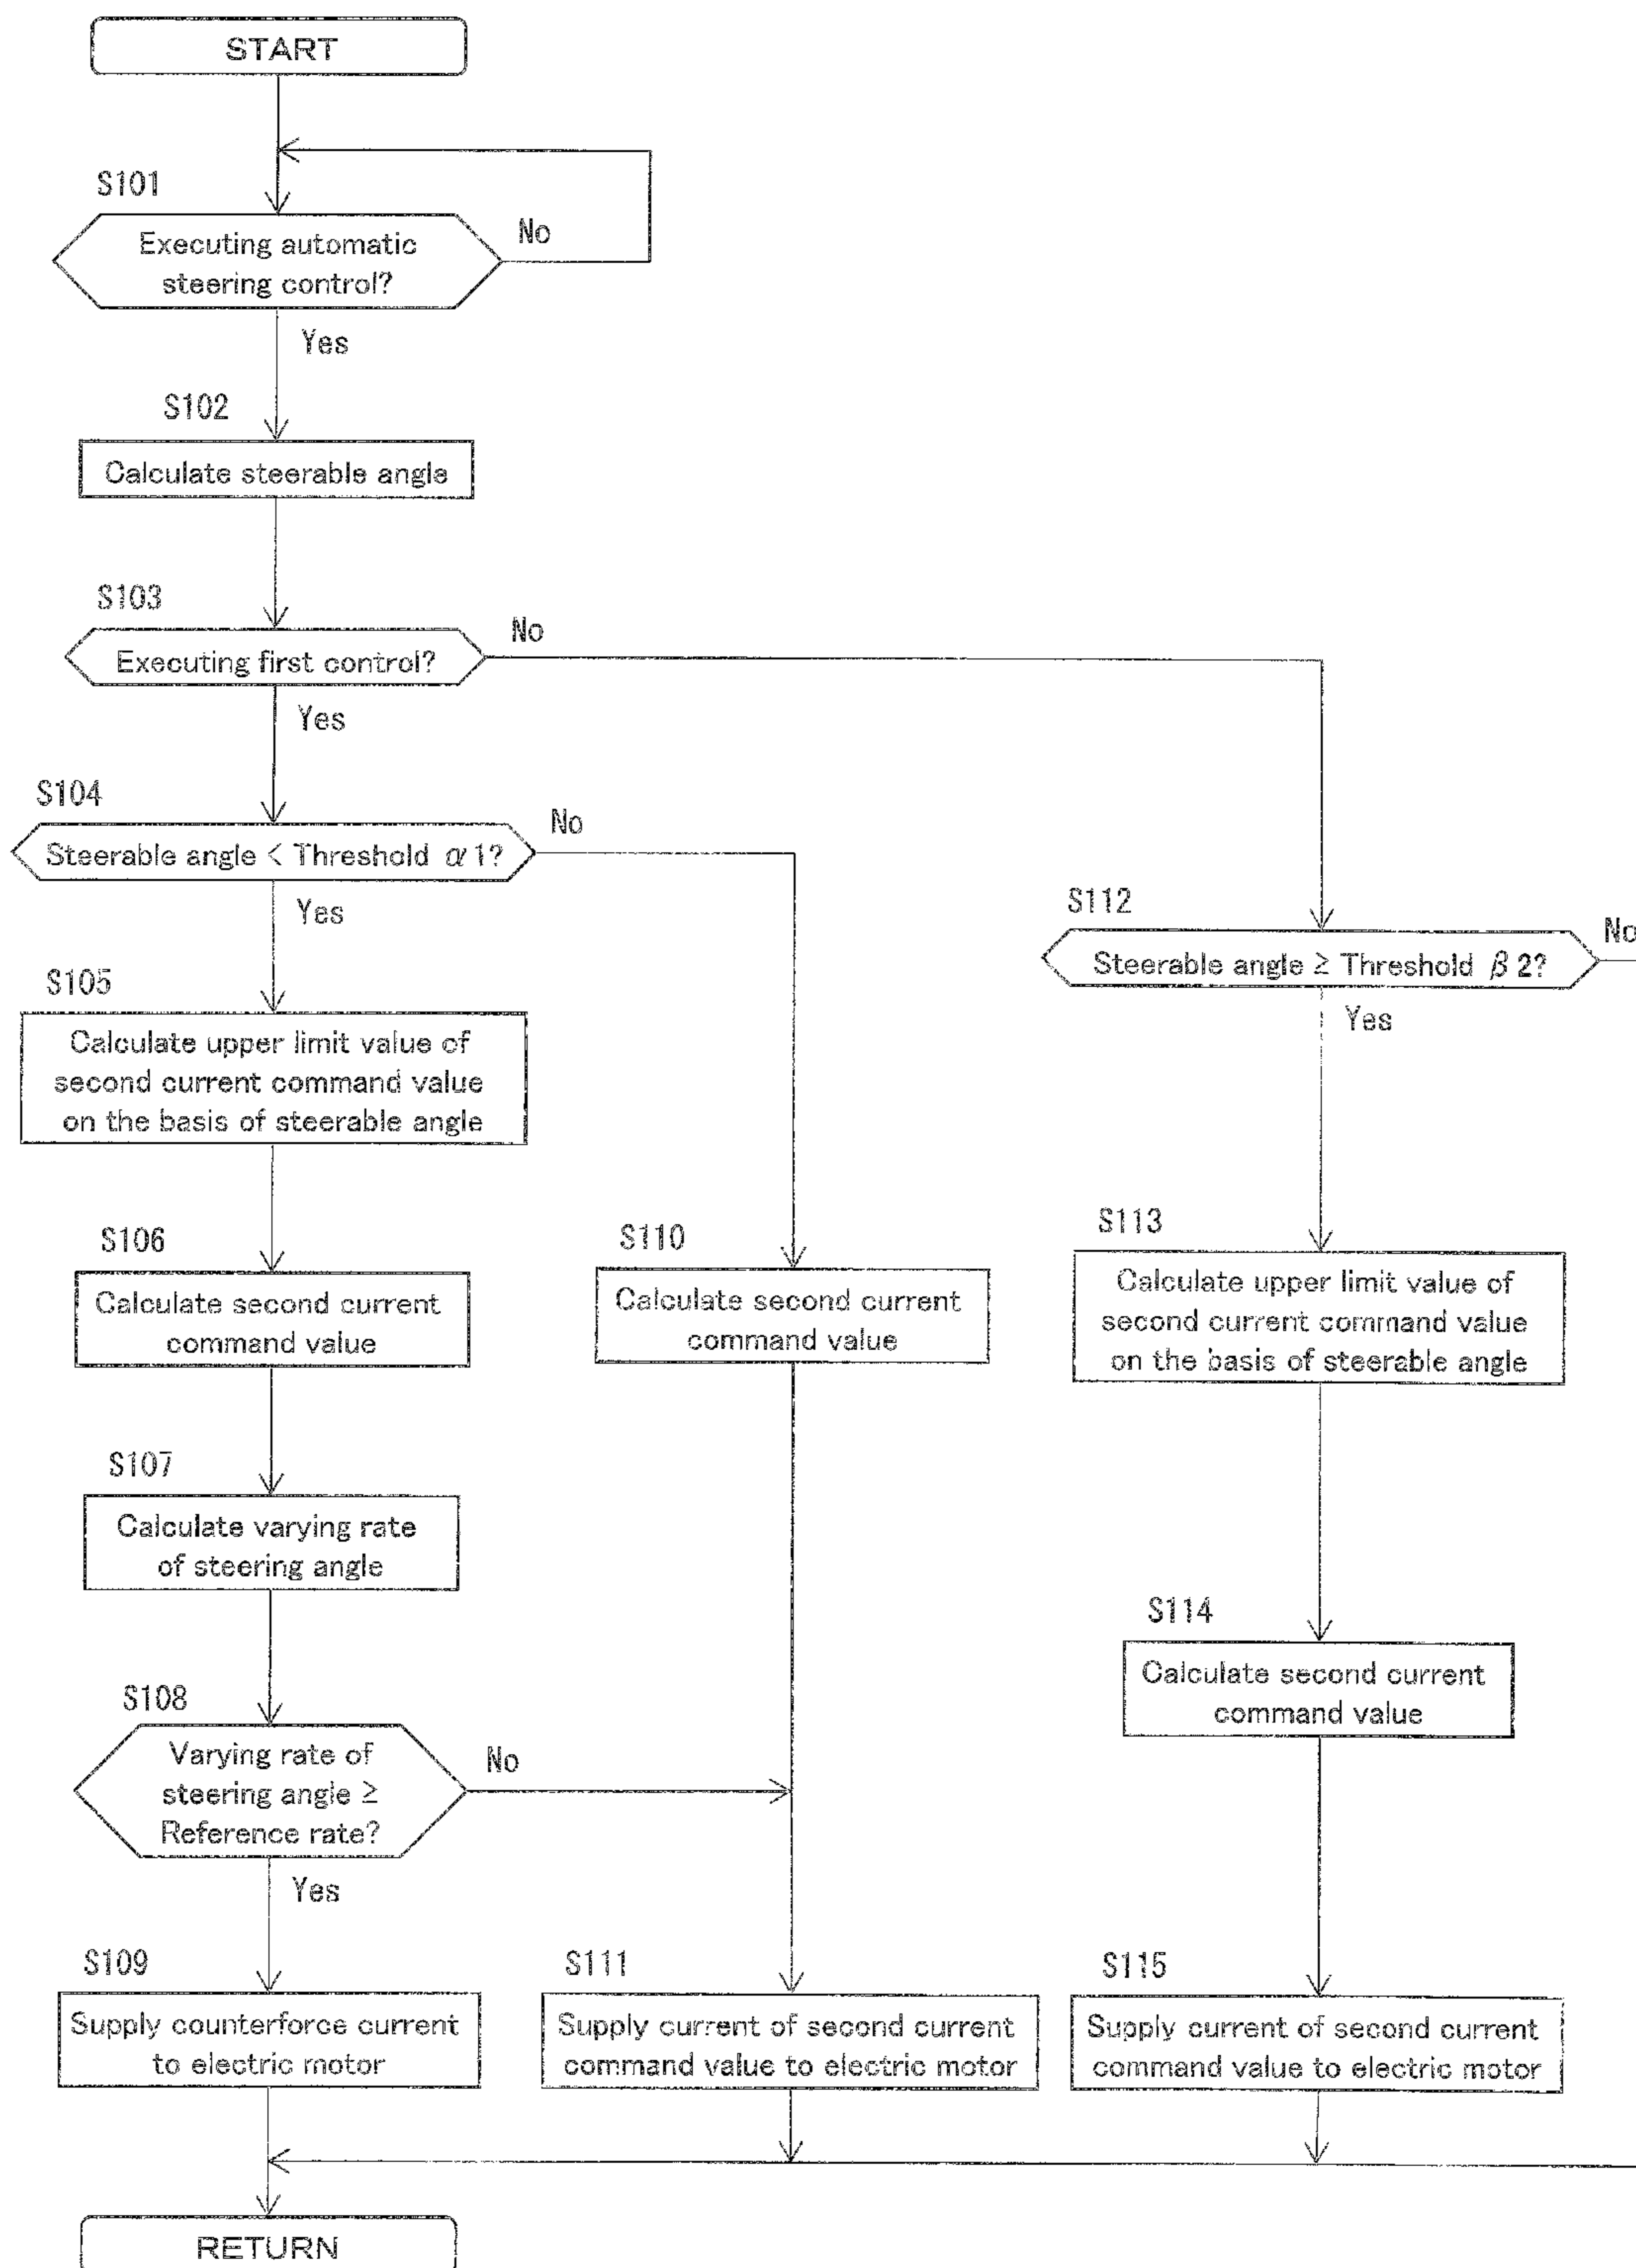 START
S101
Executing automatic
steering control?
No
Yes
S102
Calculate steerable angle
S103
Executing first control?
No
Yes
S104
Steerable angle < Threshold α1?
No
Yes
S105
Calculate upper limit value of
second current command value
on the basis of steerable angle
S106
Calculate second current
command value
S107
Calculate varying rate
of steering angle
S108
Varying rate of
steering angle ≥
Reference rate?
No
Yes
S109
Supply counterforce current
to electric motor
S110
Calculate second current
command value
S111
Supply current of second current
command value to electric motor
S112
Steerable angle ≥ Threshold β2?
No
Yes
S113
Calculate upper limit value of
second current command value
on the basis of steerable angle
S114
Calculate second current
command value
S115
Supply current of second current
command value to electric motor
RETURN